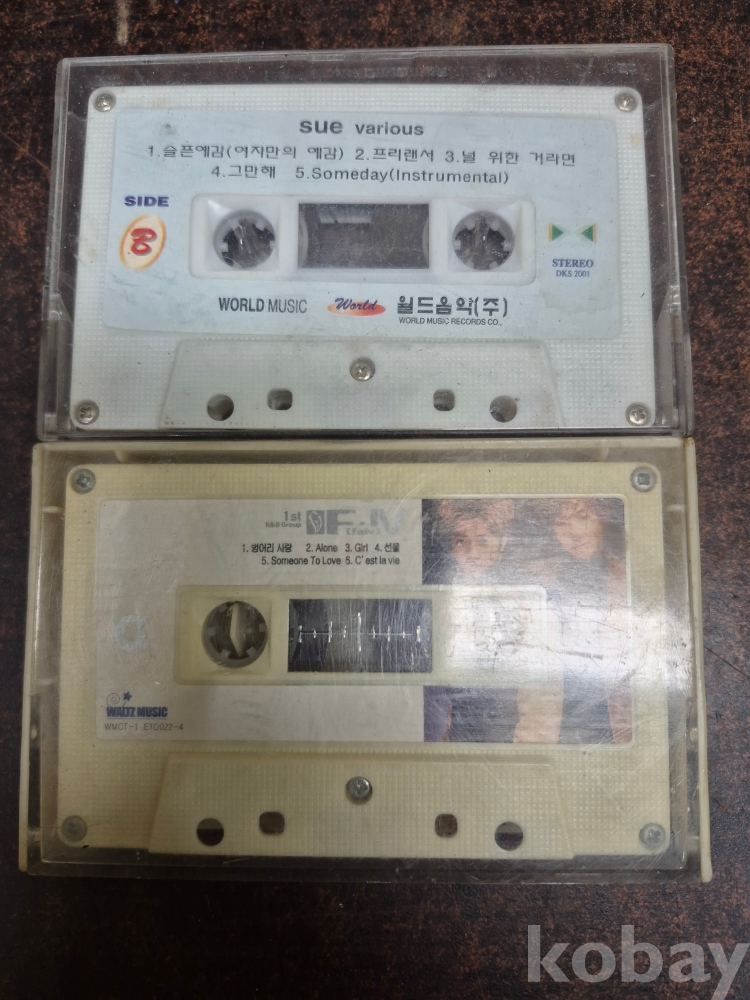 sue various
1.슬픈예감(여자만의 예감) 2.프리랜서 3.널 위한 거라면
4.그만해 5.Someday(Instrumental)
SIDE
B
STEREO
DKS 2001
WORLD MUSIC World 월드음악(주)
WORLD MUSIC RECORDS CO.,
1st
R&B Group
1. 벙어리 사랑 2. Alone 3. Girl 4. 선물
5. Someone To Love 6. C'est la vie
WALTZ MUSIC
kobay